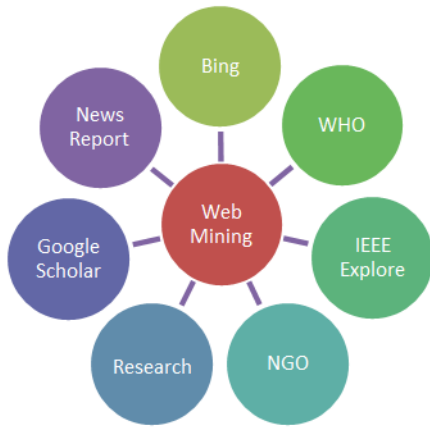 Bing
WHO
IEEE
Explore
NGO
Research
Google
Scholar
News
Report
Web
Mining